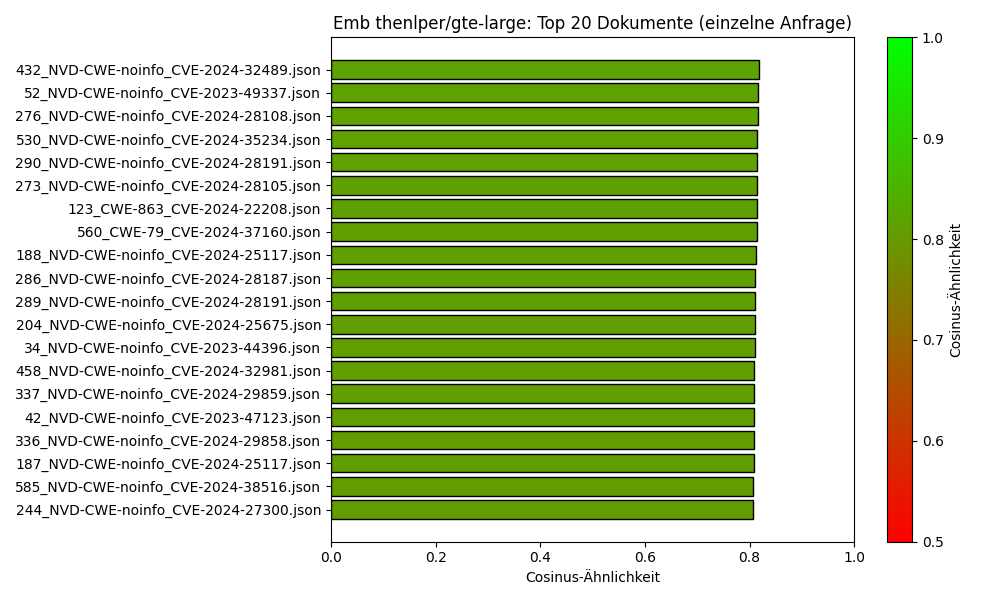 Emb thenlper/gte-large: Top 20 Dokumente (einzelne Anfrage)
432_NVD-CWE-noinfo_CVE-2024-32489.json
52_NVD-CWE-noinfo_CVE-2023-49337.json
276_NVD-CWE-noinfo_CVE-2024-28108.json
530_NVD-CWE-noinfo_CVE-2024-35234.json
290_NVD-CWE-noinfo_CVE-2024-28191.json
273_NVD-CWE-noinfo_CVE-2024-28105.json
123_CWE-863_CVE-2024-22208.json
560_CWE-79_CVE-2024-37160.json
188_NVD-CWE-noinfo_CVE-2024-25117.json
286_NVD-CWE-noinfo_CVE-2024-28187.json
289_NVD-CWE-noinfo_CVE-2024-28191.json
204_NVD-CWE-noinfo_CVE-2024-25675.json
34_NVD-CWE-noinfo_CVE-2023-44396.json
458_NVD-CWE-noinfo_CVE-2024-32981.json
337_NVD-CWE-noinfo_CVE-2024-29859.json
42_NVD-CWE-noinfo_CVE-2023-47123.json
336_NVD-CWE-noinfo_CVE-2024-29858.json
187_NVD-CWE-noinfo_CVE-2024-25117.json
585_NVD-CWE-noinfo_CVE-2024-38516.json
244_NVD-CWE-noinfo_CVE-2024-27300.json
0.0 0.2 0.4 0.6 0.8 1.0
Cosinus-Ähnlichkeit
1.0
0.9
0.8
0.7
0.6
0.5
Cosinus-Ähnlichkeit